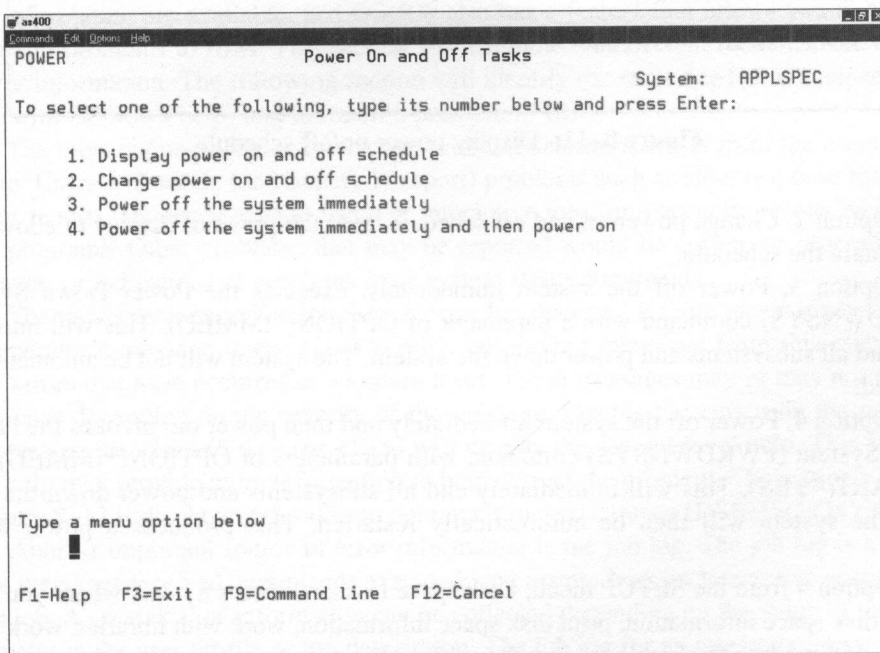 as400
Commands Edit Options Help
POWER Power On and Off Tasks
System: APPLSPEC
To select one of the following, type its number below and press Enter:
1. Display power on and off schedule
2. Change power on and off schedule
3. Power off the system immediately
4. Power off the system immediately and then power on
Type a menu option below
F1=Help F3=Exit F9=Command line F12=Cancel